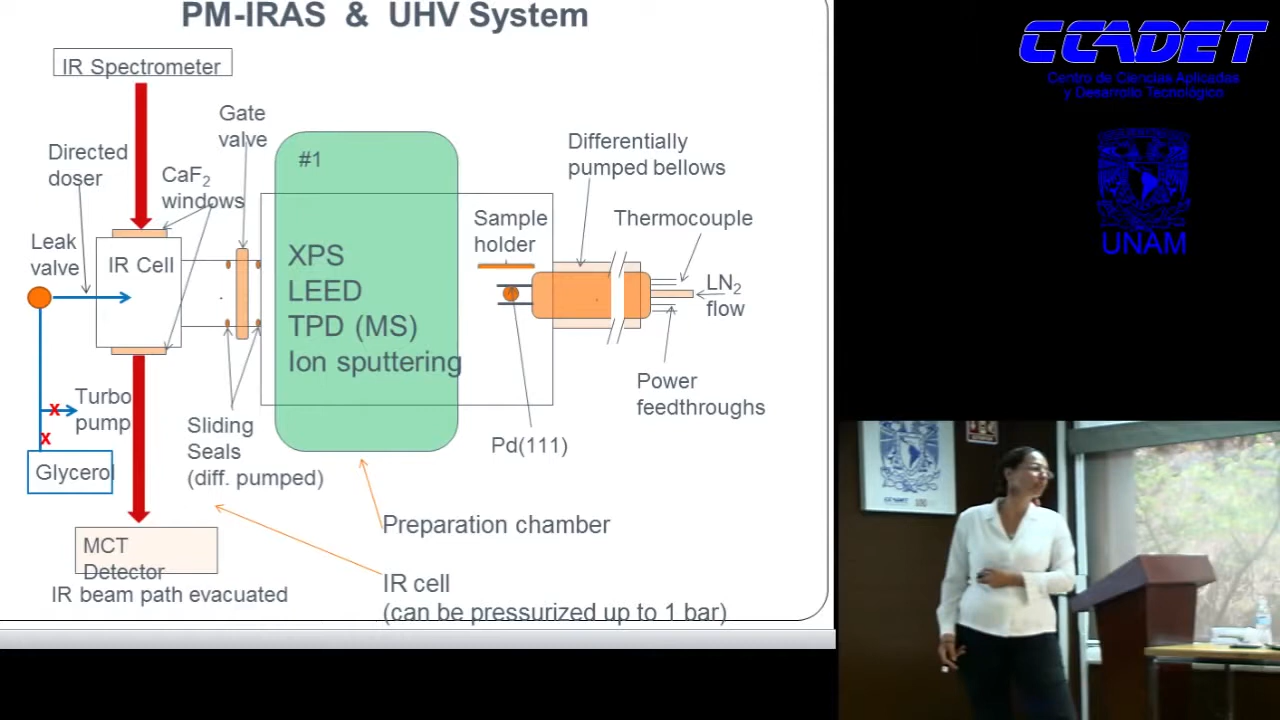 PM-IRAS & UHV System
IR Spectrometer
Gate
valve
Directed
doser
CaF2
windows
Leak
valve
IR Cell
#1
XPS
LEED
TPD (MS)
Ion sputtering
Differentially
pumped bellows
Sample
holder
Thermocouple
LN2
flow
Power
feedthroughs
Pd(111)
Turbo
pump
x
x
Glycerol
Sliding
Seals
(diff. pumped)
Preparation chamber
MCT
Detector
IR beam path evacuated
IR cell
(can be pressurized up to 1 bar)
CCADET
Centro de Ciencias Aplicadas
y Desarrollo Tecnológico
UNAM
CCADET